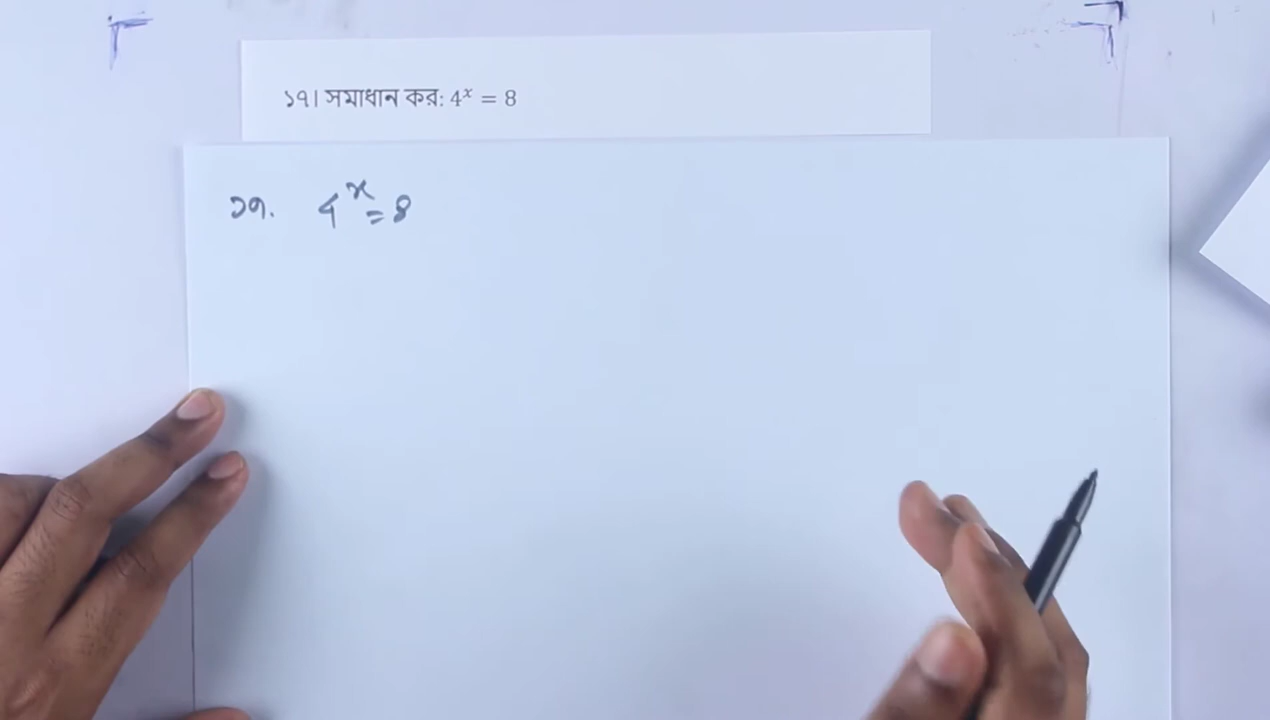 ১৭। সমাধান কর: 4ˣ = 8
১৭. 4ˣ = 8